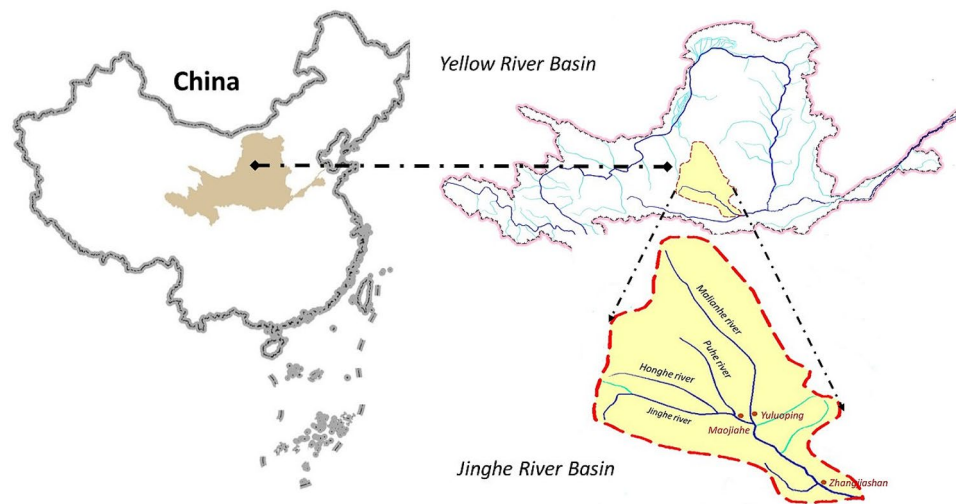 China
Yellow River Basin
Malianhe river
Puhe river
Honghe river
Jinghe river
Yuluoping
Maojiahe
Zhangjiashan
Jinghe River Basin